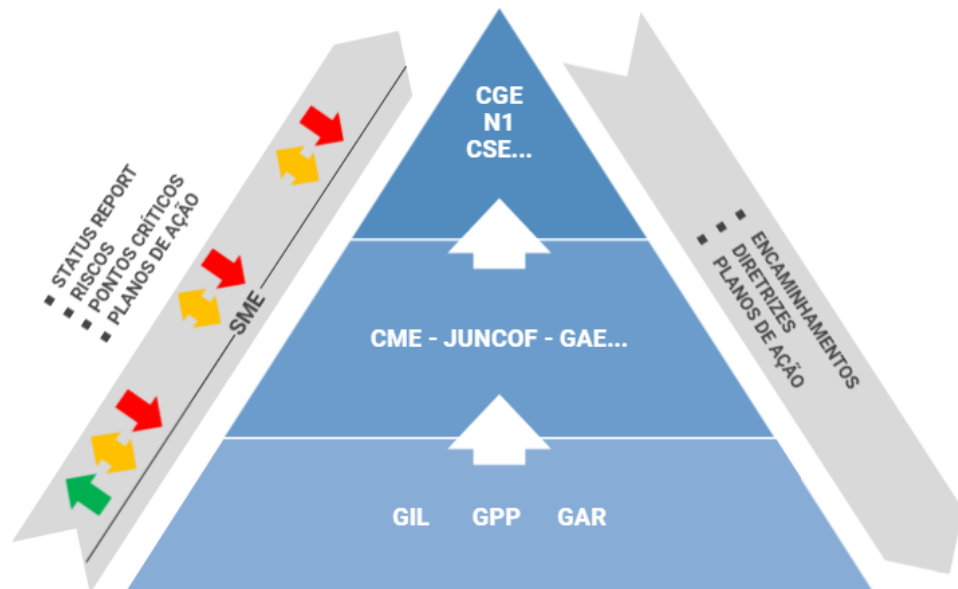 CGE
N1
CSE...
▪ STATUS REPORT
▪ RISCOS
▪ PONTOS CRÍTICOS
▪ PLANOS DE AÇÃO
SME
CME - JUNCOF - GAE...
▪ ENCAMINHAMENTOS
▪ DIRETRIZES
▪ PLANOS DE AÇÃO
GIL GPP GAR